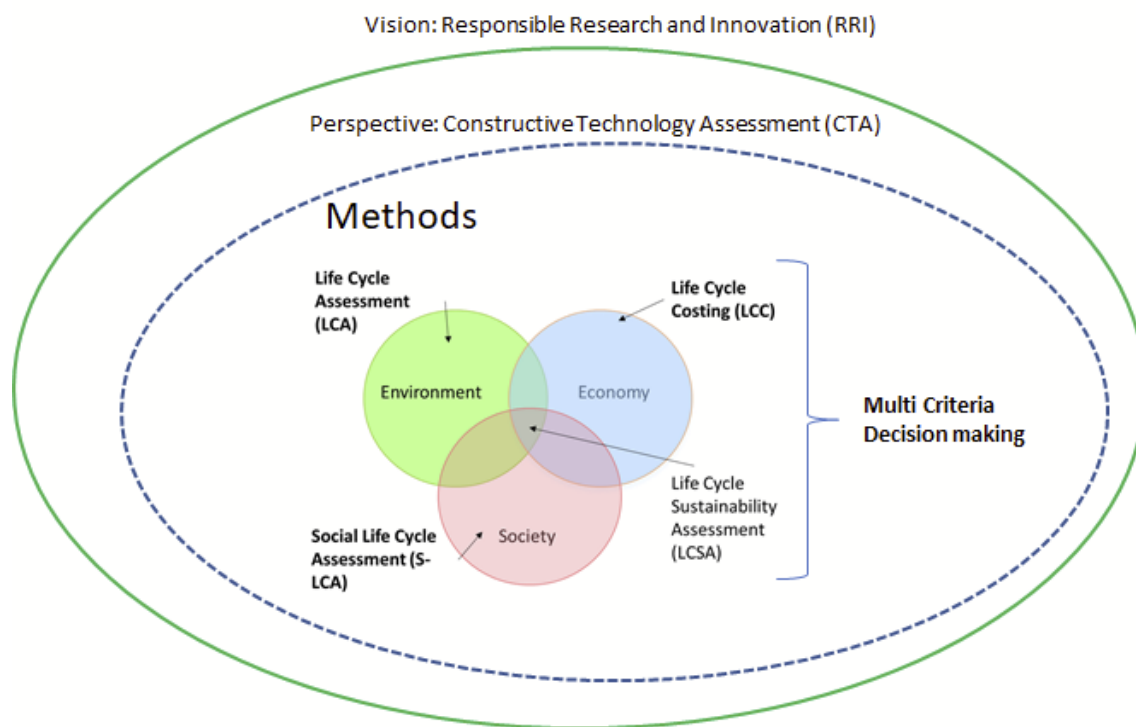 Vision: Responsible Research and Innovation (RRI)
Perspective: Constructive Technology Assessment (CTA)
Methods
Life Cycle
Assessment
(LCA)
Life Cycle
Costing (LCC)
Environment
Economy
Multi Criteria
Decision making
Life Cycle
Sustainability
Assessment
(LCSA)
Social Life Cycle
Assessment (S-
LCA)
Society